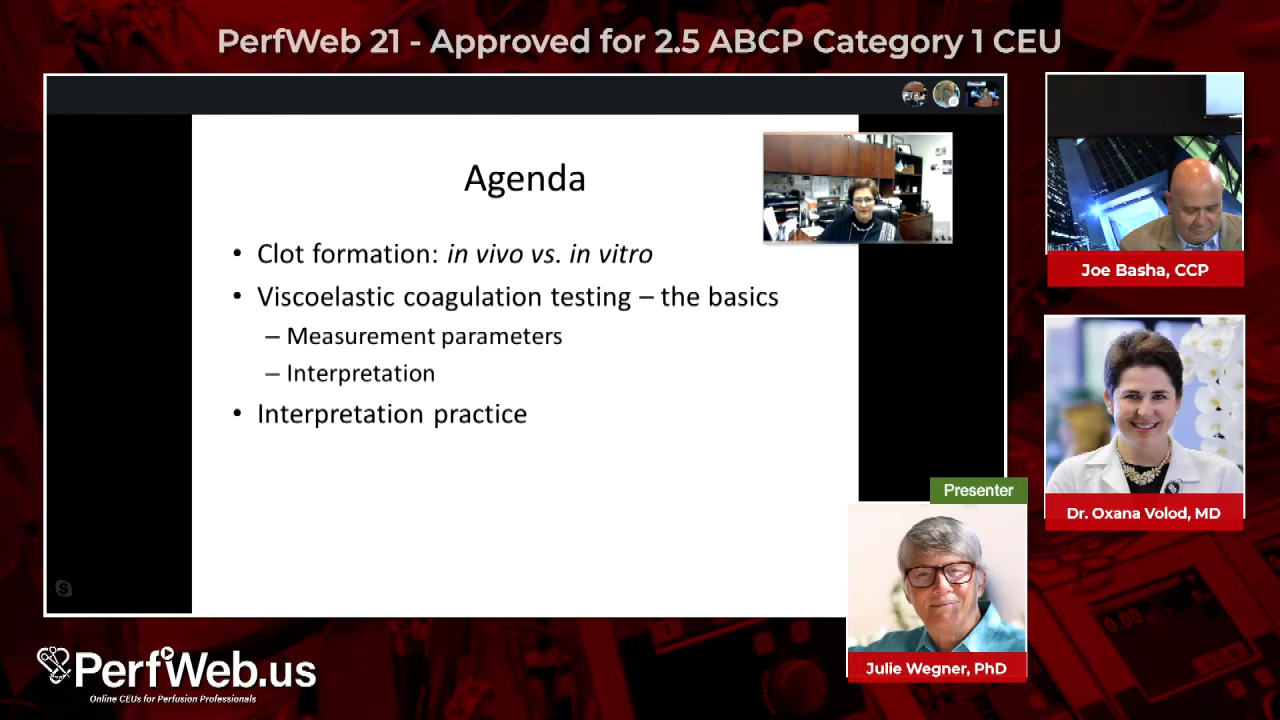 PerfWeb 21 - Approved for 2.5 ABCP Category 1 CEU
Agenda
• Clot formation: in vivo vs. in vitro
• Viscoelastic coagulation testing – the basics
– Measurement parameters
– Interpretation
• Interpretation practice
Joe Basha, CCP
Dr. Oxana Volod, MD
Presenter
Julie Wegner, PhD
PerfWeb.us
Online CEUs for Perfusion Professionals